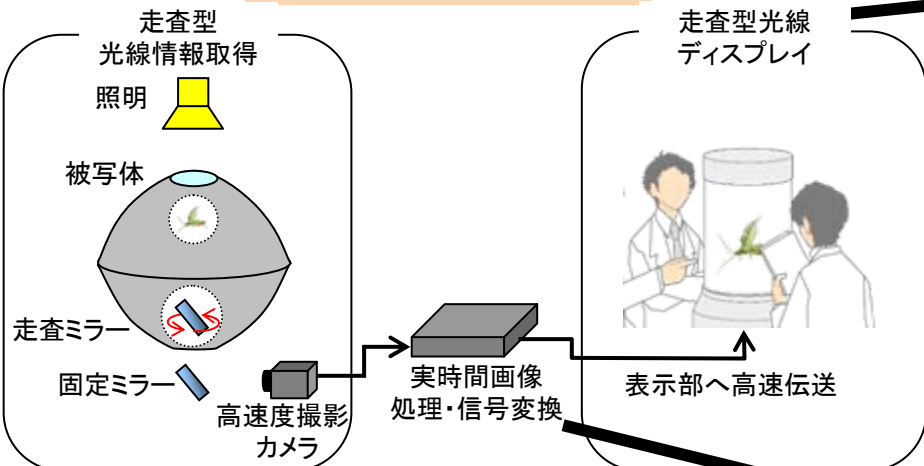 走査型
光線情報取得
照明
被写体
走査ミラー
固定ミラー
高速度撮影
カメラ
実時間画像
処理・信号変換
走査型光線
ディスプレイ
表示部へ高速伝送